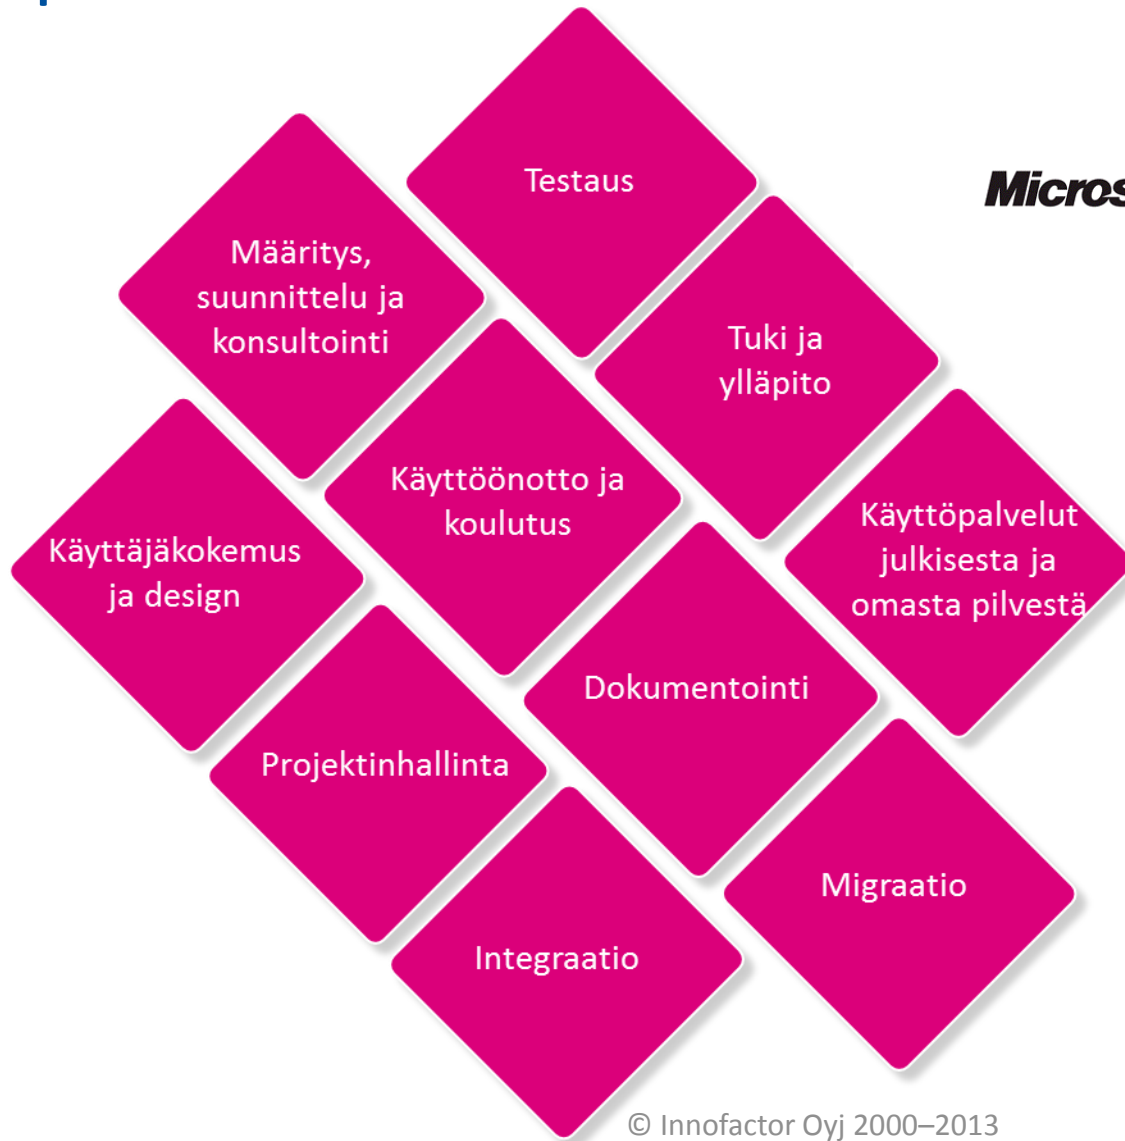 Testaus
Micros
Määritys,
suunnittelu ja
konsultointi
Tuki ja
ylläpito
Käyttöönotto ja
koulutus
Käyttöpalvelut
julkisesta ja
omasta pilvestä
Käyttäjäkokemus
ja design
Dokumentointi
Projektinhallinta
Migraatio
Integraatio
© Innofactor Oyj 2000–2013